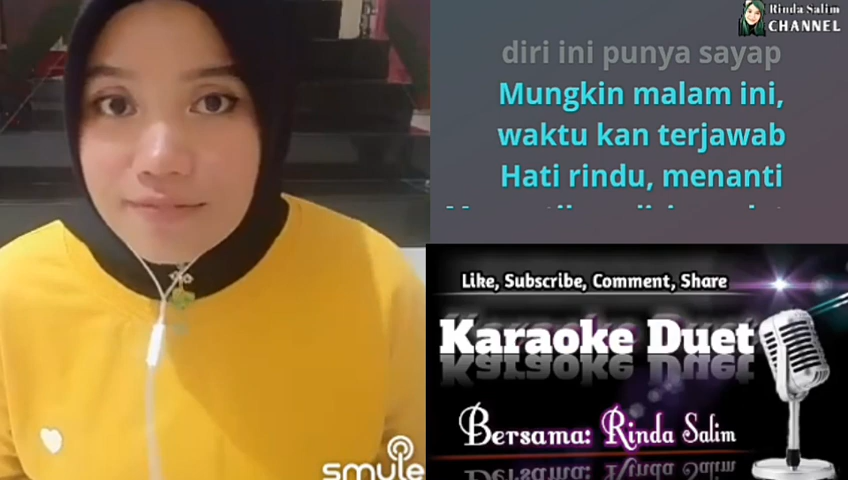 Rinda Salim
CHANNEL
diri ini punya sayap
Mungkin malam ini,
waktu kan terjawab
Hati rindu, menanti
Like, Subscribe, Comment, Share
Karaoke Duet
Bersama: Rinda Salim
smule